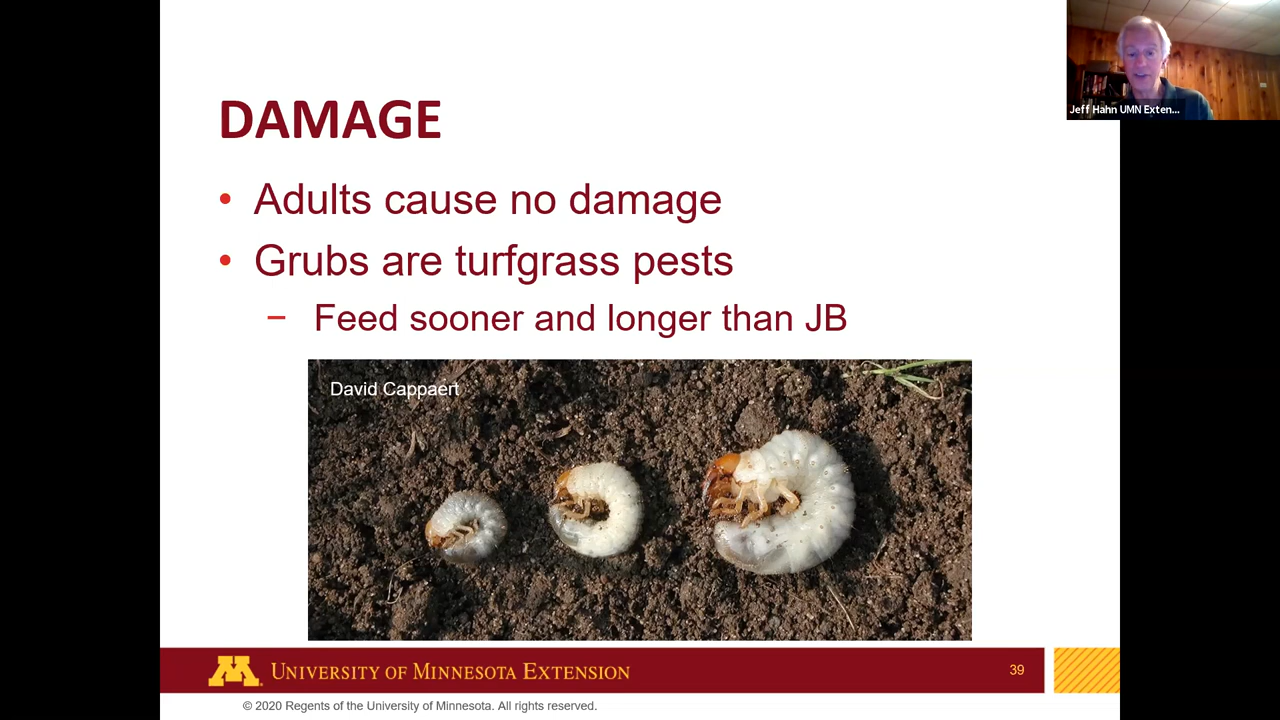 Jeff Hahn UMN Exten...
DAMAGE
• Adults cause no damage
• Grubs are turfgrass pests
– Feed sooner and longer than JB
David Cappaert
M
UNIVERSITY OF MINNESOTA EXTENSION
39
© 2020 Regents of the University of Minnesota. All rights reserved.